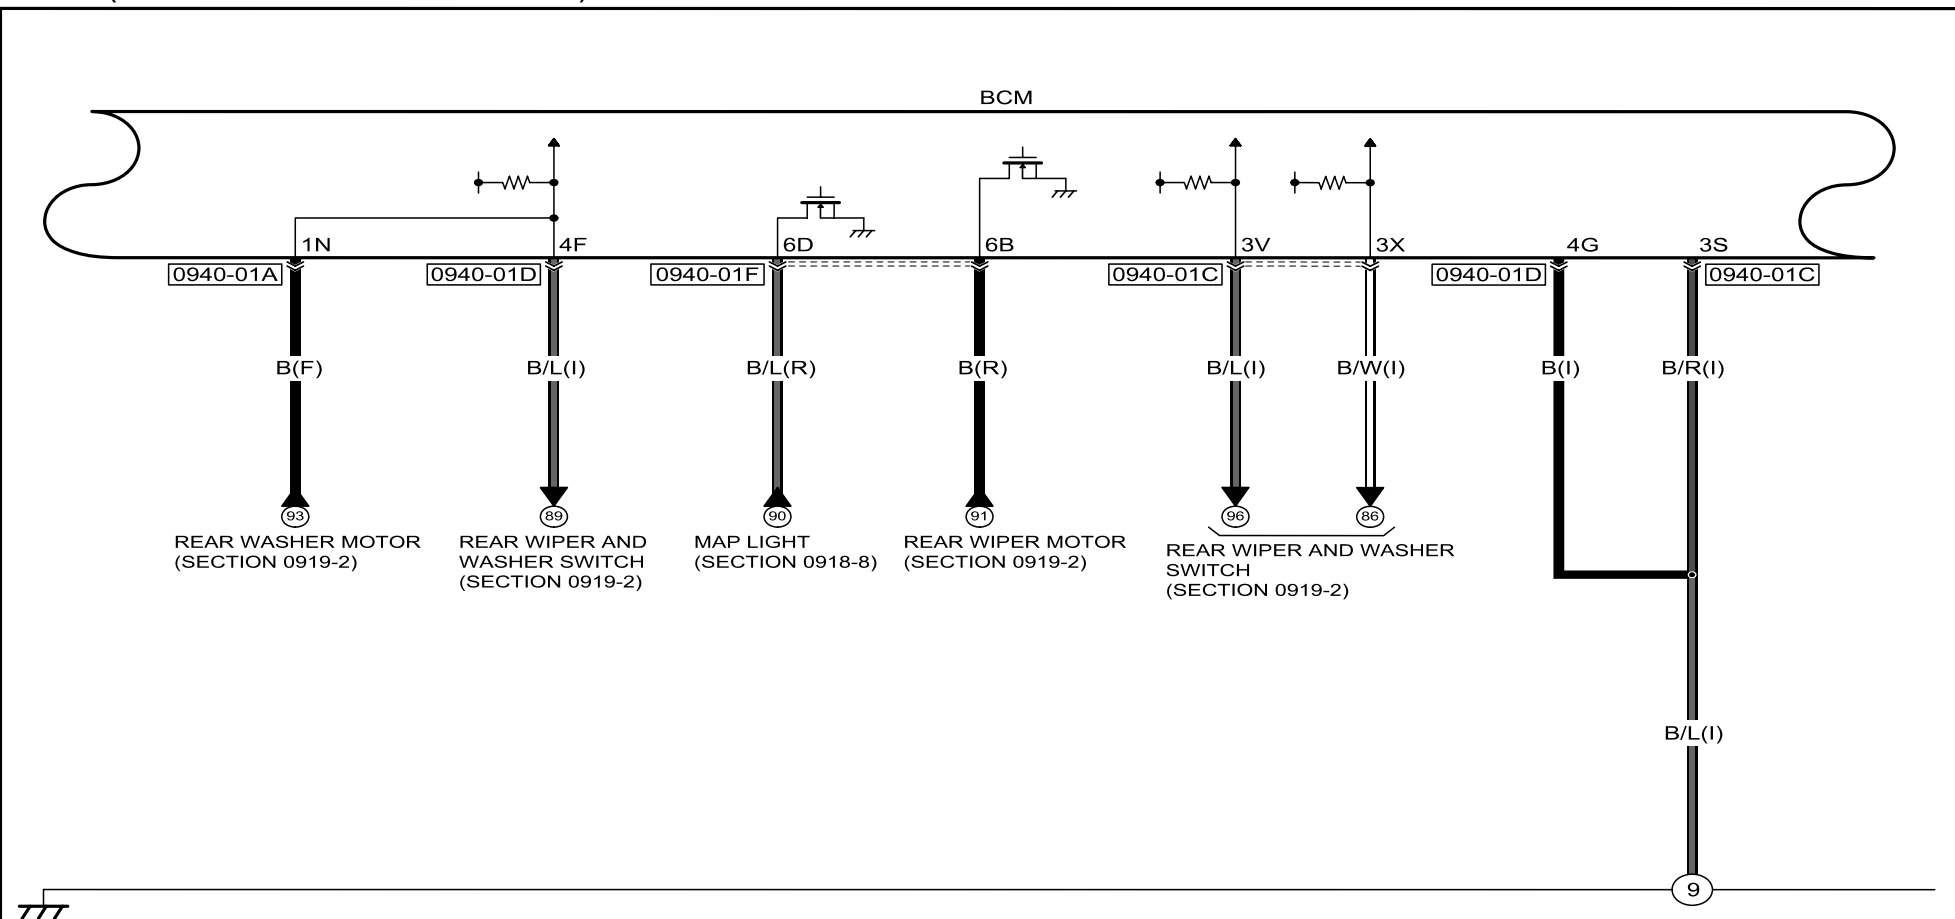 BCM
1N 4F 6D 6B 3V 3X 4G 3S
0940-01A 0940-01D 0940-01F 0940-01C 0940-01D 0940-01C
B(F) B/L(I) B/L(R) B(R) B/L(I) B/W(I) B(I) B/R(I)
93 89 90 91 96 86
REAR WASHER MOTOR
(SECTION 0919-2)
REAR WIPER AND
WASHER SWITCH
(SECTION 0919-2)
MAP LIGHT
(SECTION 0918-8)
REAR WIPER MOTOR
(SECTION 0919-2)
REAR WIPER AND WASHER
SWITCH
(SECTION 0919-2)
B/L(I)
9